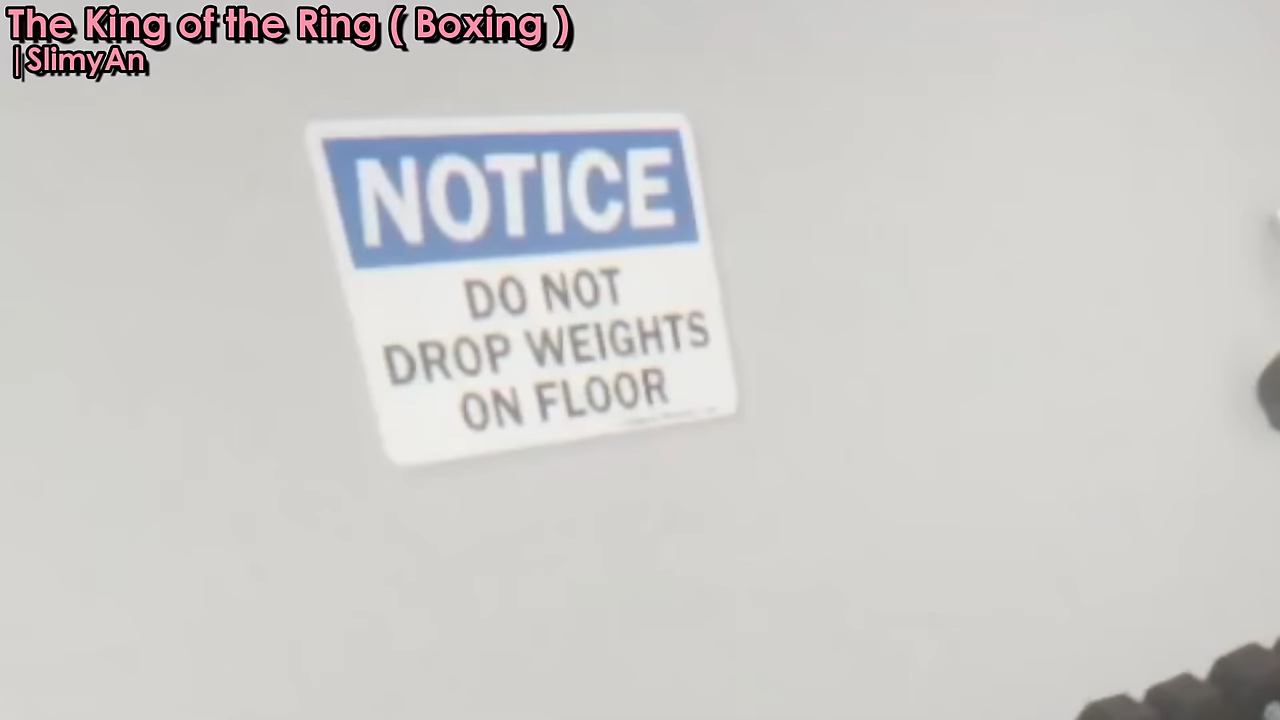 The King of the Ring ( Boxing )
|SlimyAn
NOTICE
DO NOT
DROP WEIGHTS
ON FLOOR